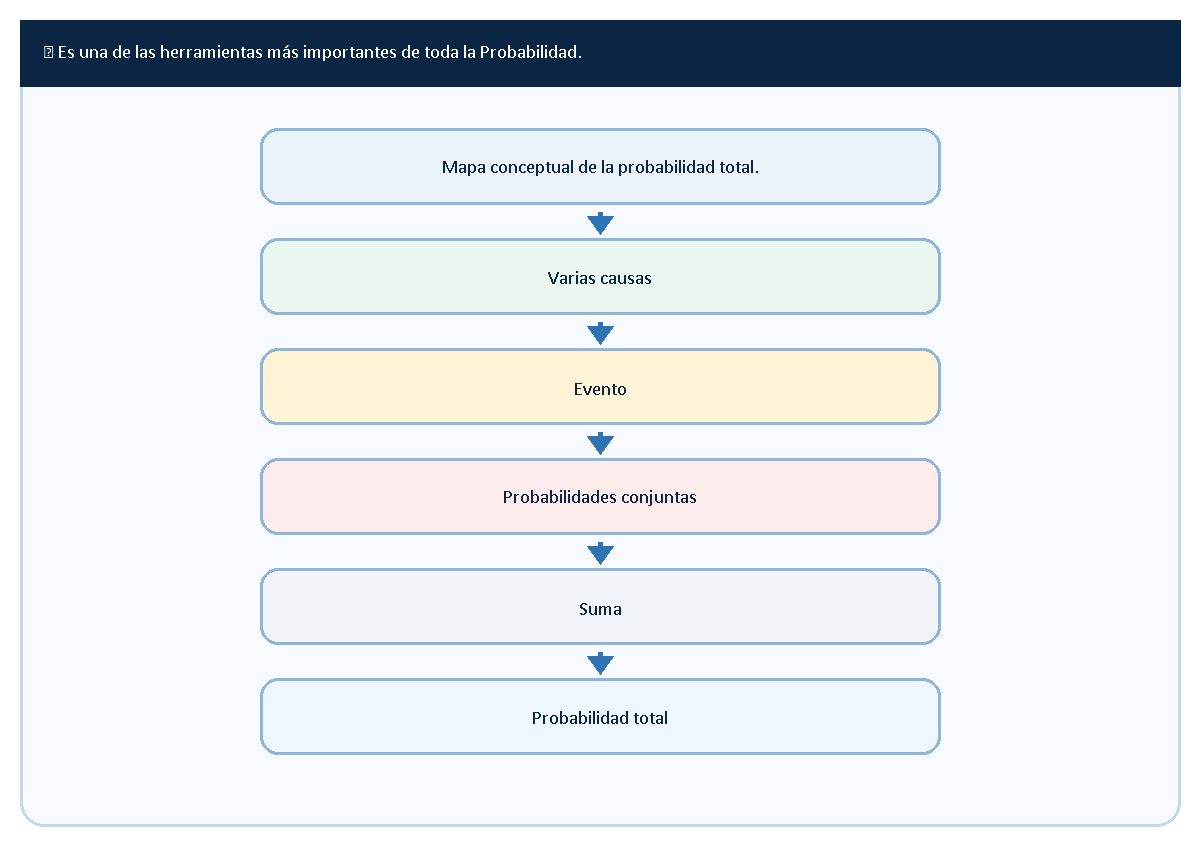 Es una de las herramientas más importantes de toda la Probabilidad.
Mapa conceptual de la probabilidad total.
Varias causas
Evento
Probabilidades conjuntas
Suma
Probabilidad total